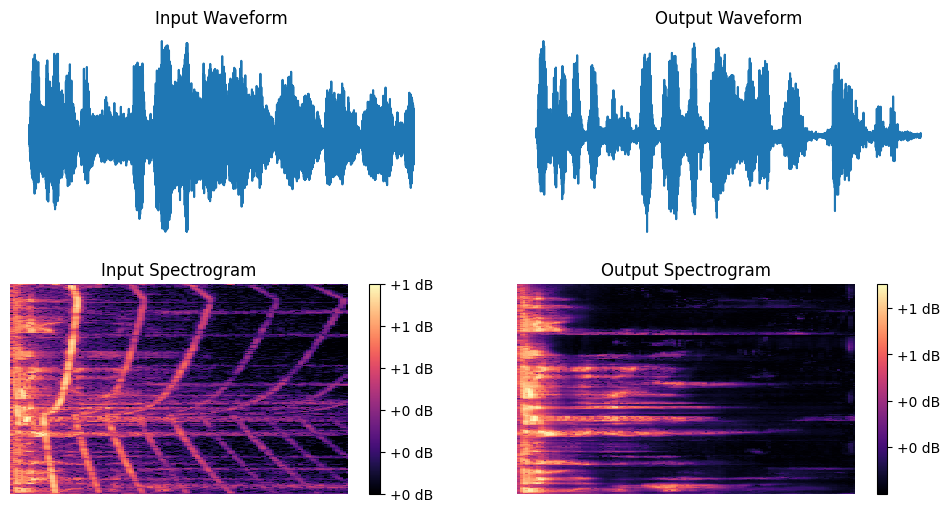 Input Waveform
Output Waveform
Input Spectrogram
+1 dB
+1 dB
+1 dB
+0 dB
+0 dB
+0 dB
Output Spectrogram
+1 dB
+1 dB
+0 dB
+0 dB